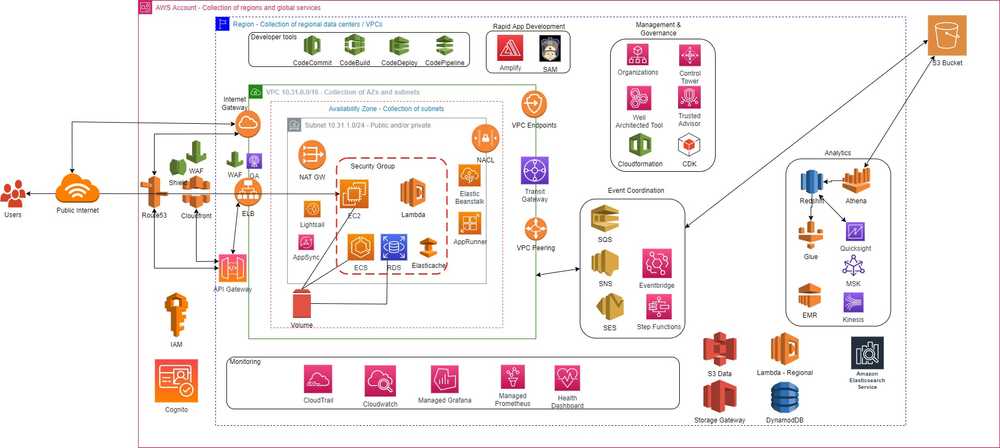 AWS Account - Collection of regions and global services
Region - Collection of regional data centers / VPCs
Developer tools
CodeCommit
CodeBuild
CodeDeploy
CodePipeline
Rapid App Development
Amplify
SAM
Management &
Governance
Organizations
Control
Tower
Well
Architected Tool
Trusted
Advisor
Cloudformation
CDK
S3 Bucket
VPC 10.31.0.0/16 - Collection of AZs and subnets
Availability Zone - Collection of subnets
Subnet 10.31.1.0/24 - Public and/or private
Internet
Gateway
VPC Endpoints
NACL
NAT GW
Security Group
EC2
Lambda
Elastic
Beanstalk
Transit
Gateway
Lightsail
AppSync
ECS
RDS
Elasticache
AppRunner
VPC Peering
Volume
WAF
Shield
WAF
GA
Users
Public Internet
Route53
Cloudfront
ELB
API Gateway
IAM
Cognito
Event Coordination
SQS
SNS
Eventbridge
SES
Step Functions
Analytics
Redshift
Athena
Glue
Quicksight
MSK
EMR
Kinesis
Monitoring
CloudTrail
Cloudwatch
Managed Grafana
Managed
Prometheus
Health
Dashboard
S3 Data
Lambda - Regional
Amazon
Elasticsearch
Service
Storage Gateway
DynamodDB